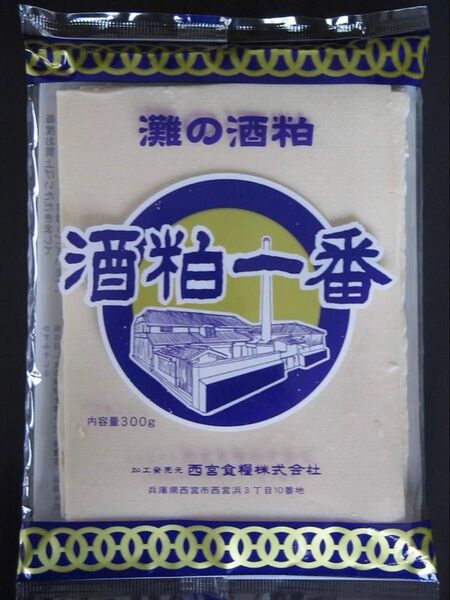 灘の酒粕
酒粕一番
内容量300g
加工発売元 西宮食糧株式会社
兵庫県西宮市西宮浜3丁目10番地